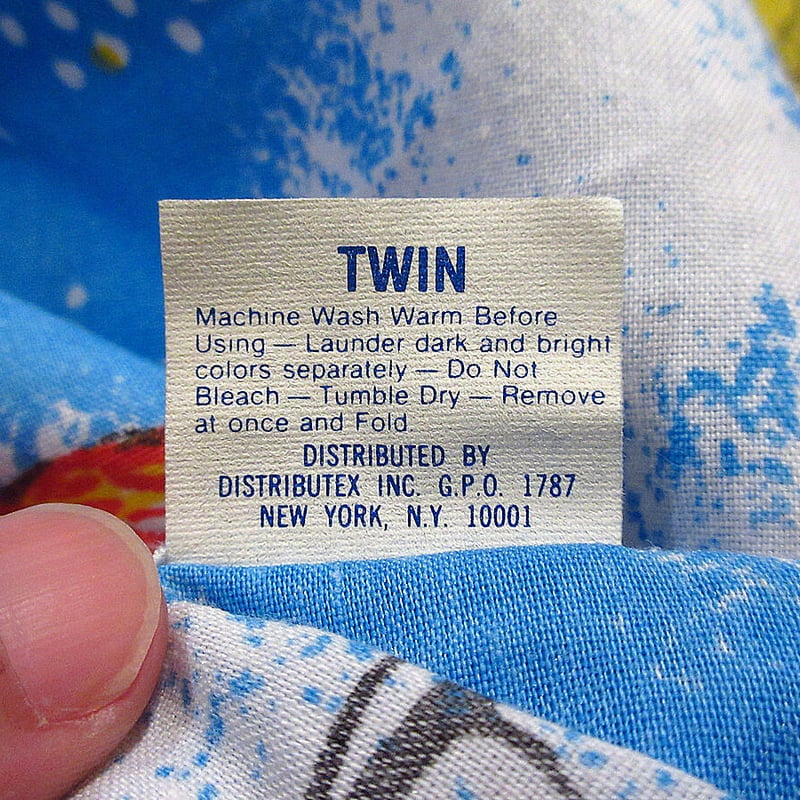 TWIN
Machine Wash Warm Before
Using — Launder dark and bright
colors separately — Do Not
Bleach — Tumble Dry — Remove
at once and Fold.
DISTRIBUTED BY
DISTRIBUTEX INC. G.P.O. 1787
NEW YORK, N.Y. 10001